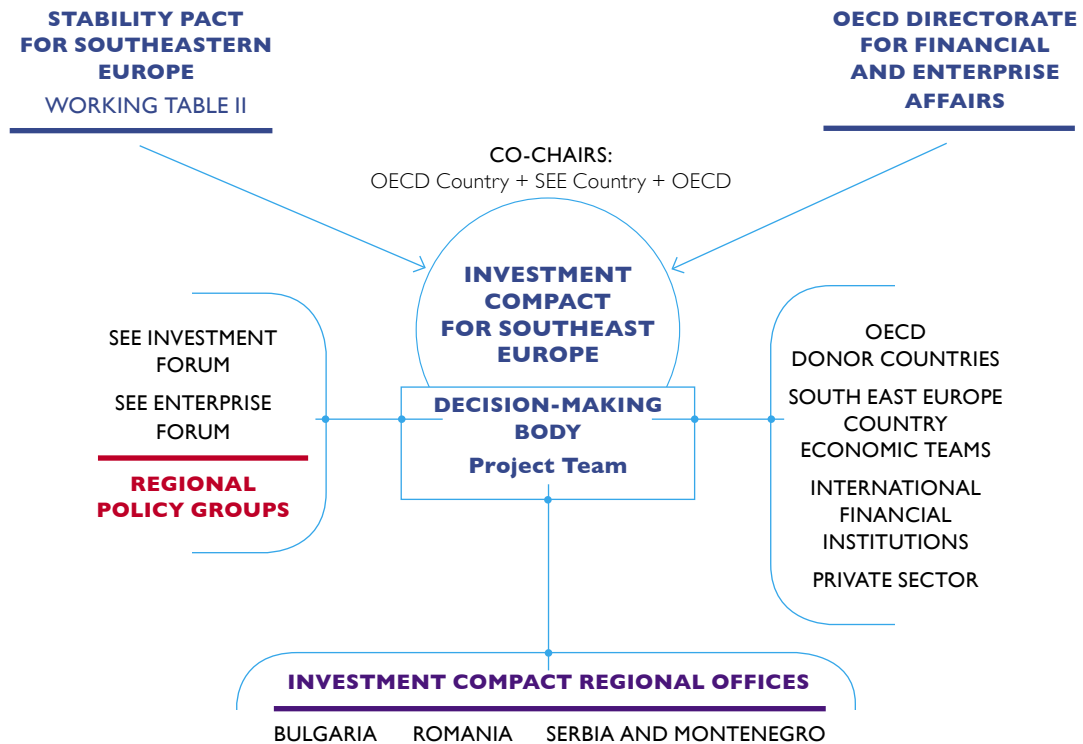 STABILITY PACT
FOR SOUTHEASTERN
EUROPE
WORKING TABLE II
OECD DIRECTORATE
FOR FINANCIAL
AND ENTERPRISE
AFFAIRS
CO-CHAIRS:
OECD Country + SEE Country + OECD
INVESTMENT
COMPACT
FOR SOUTHEAST
EUROPE
DECISION-MAKING
BODY
Project Team
SEE INVESTMENT
FORUM
SEE ENTERPRISE
FORUM
REGIONAL
POLICY GROUPS
OECD
DONOR COUNTRIES
SOUTH EAST EUROPE
COUNTRY
ECONOMIC TEAMS
INTERNATIONAL
FINANCIAL
INSTITUTIONS
PRIVATE SECTOR
INVESTMENT COMPACT REGIONAL OFFICES
BULGARIA ROMANIA SERBIA AND MONTENEGRO